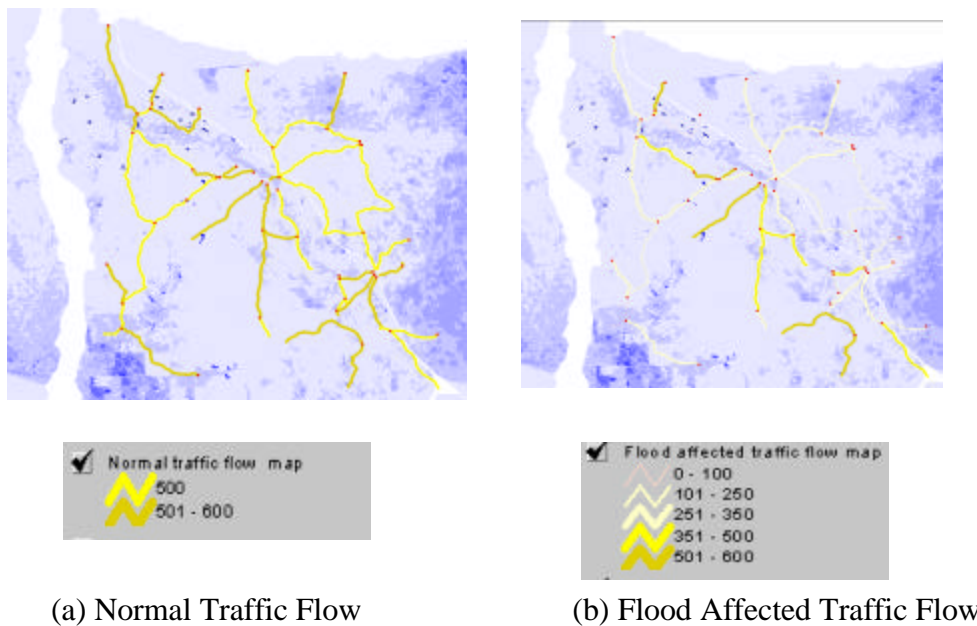 Normal traffic flow map
500
501 - 600
Flood affected traffic flow map
0 - 100
101 - 250
251 - 350
351 - 500
501 - 600
(a) Normal Traffic Flow
(b) Flood Affected Traffic Flow